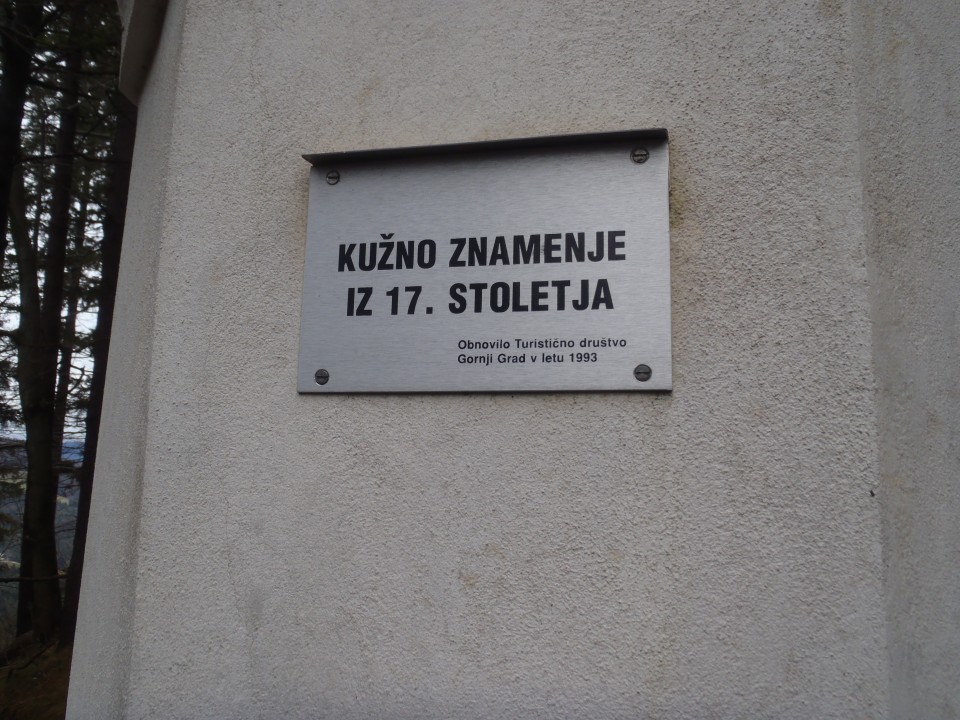 KUŽNO ZNAMENJE
IZ 17. STOLETJA
Obnovilo Turistično društvo
Gornji Grad v letu 1993